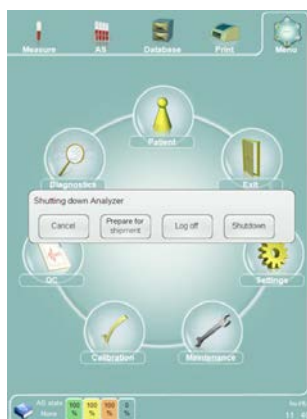 Measure AS Database Print Menu
Patient
Diagnostics Exit
Shutting down Analyzer
Cancel Prepare for shipment Log off Shutdown
QC Settings
Calibration Maintenance
AS state
None 100 % 100 % 100 % 0 %